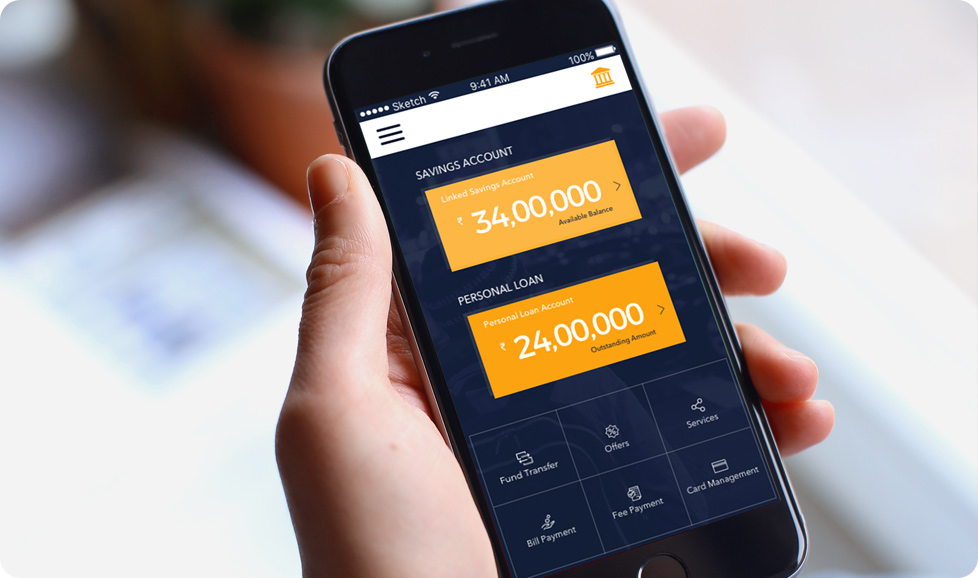 Sketch 9:41 AM 100%
SAVINGS ACCOUNT
Linked Savings Account
₹ 34,00,000
Available Balance
PERSONAL LOAN
Personal Loan Account
₹ 24,00,000
Outstanding Amount
Fund Transfer
Offers
Services
Bill Payment
Fee Payment
Card Management